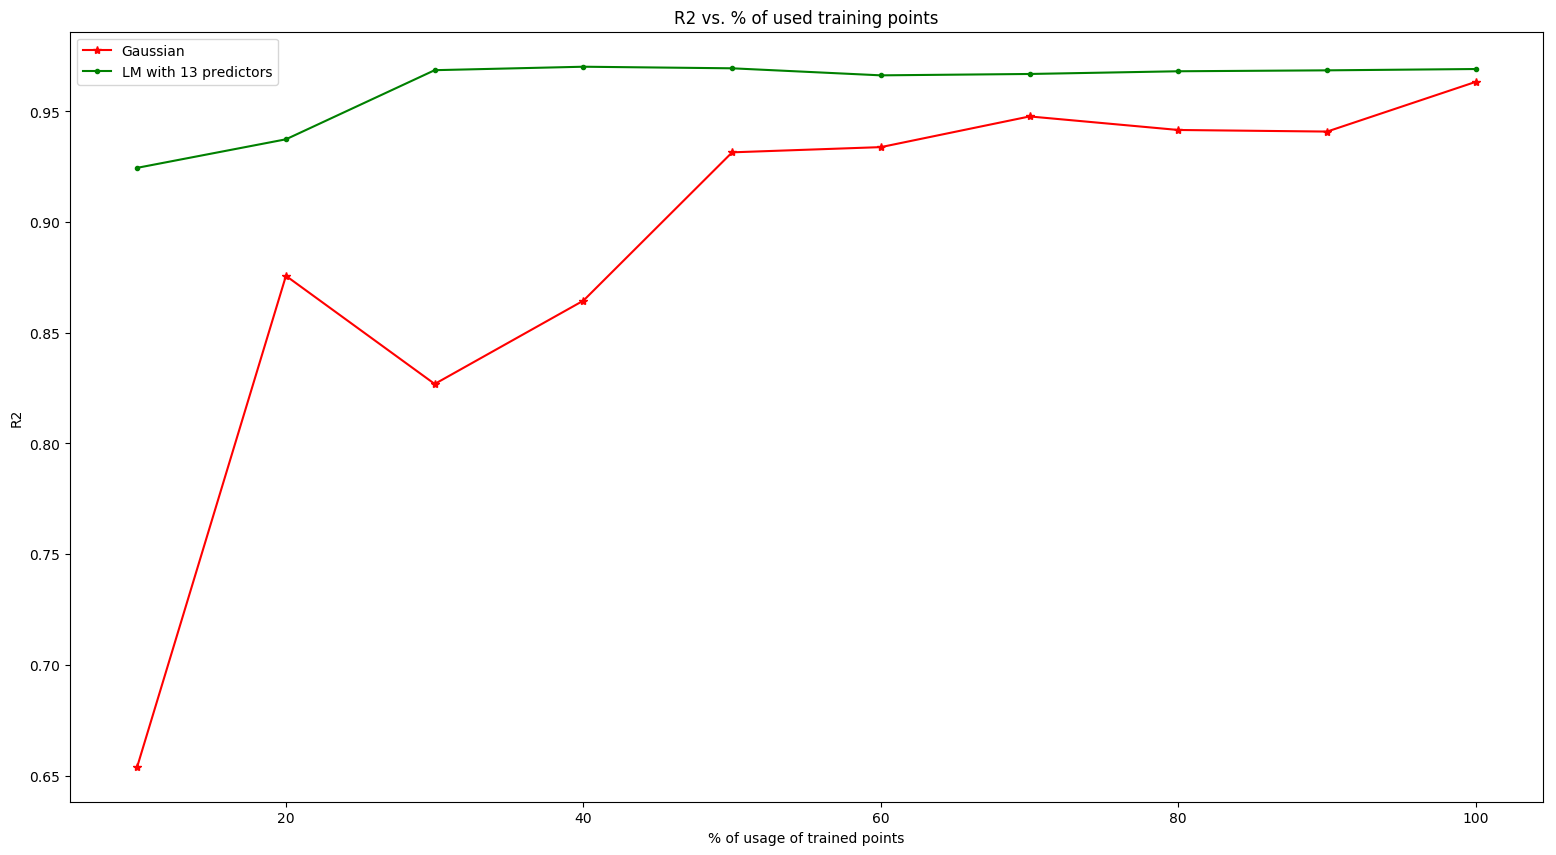 R2 vs. % of used training points
Gaussian
LM with 13 predictors
0.95
0.90
0.85
0.80
0.75
0.70
0.65
R2
20 40 60 80 100
% of usage of trained points